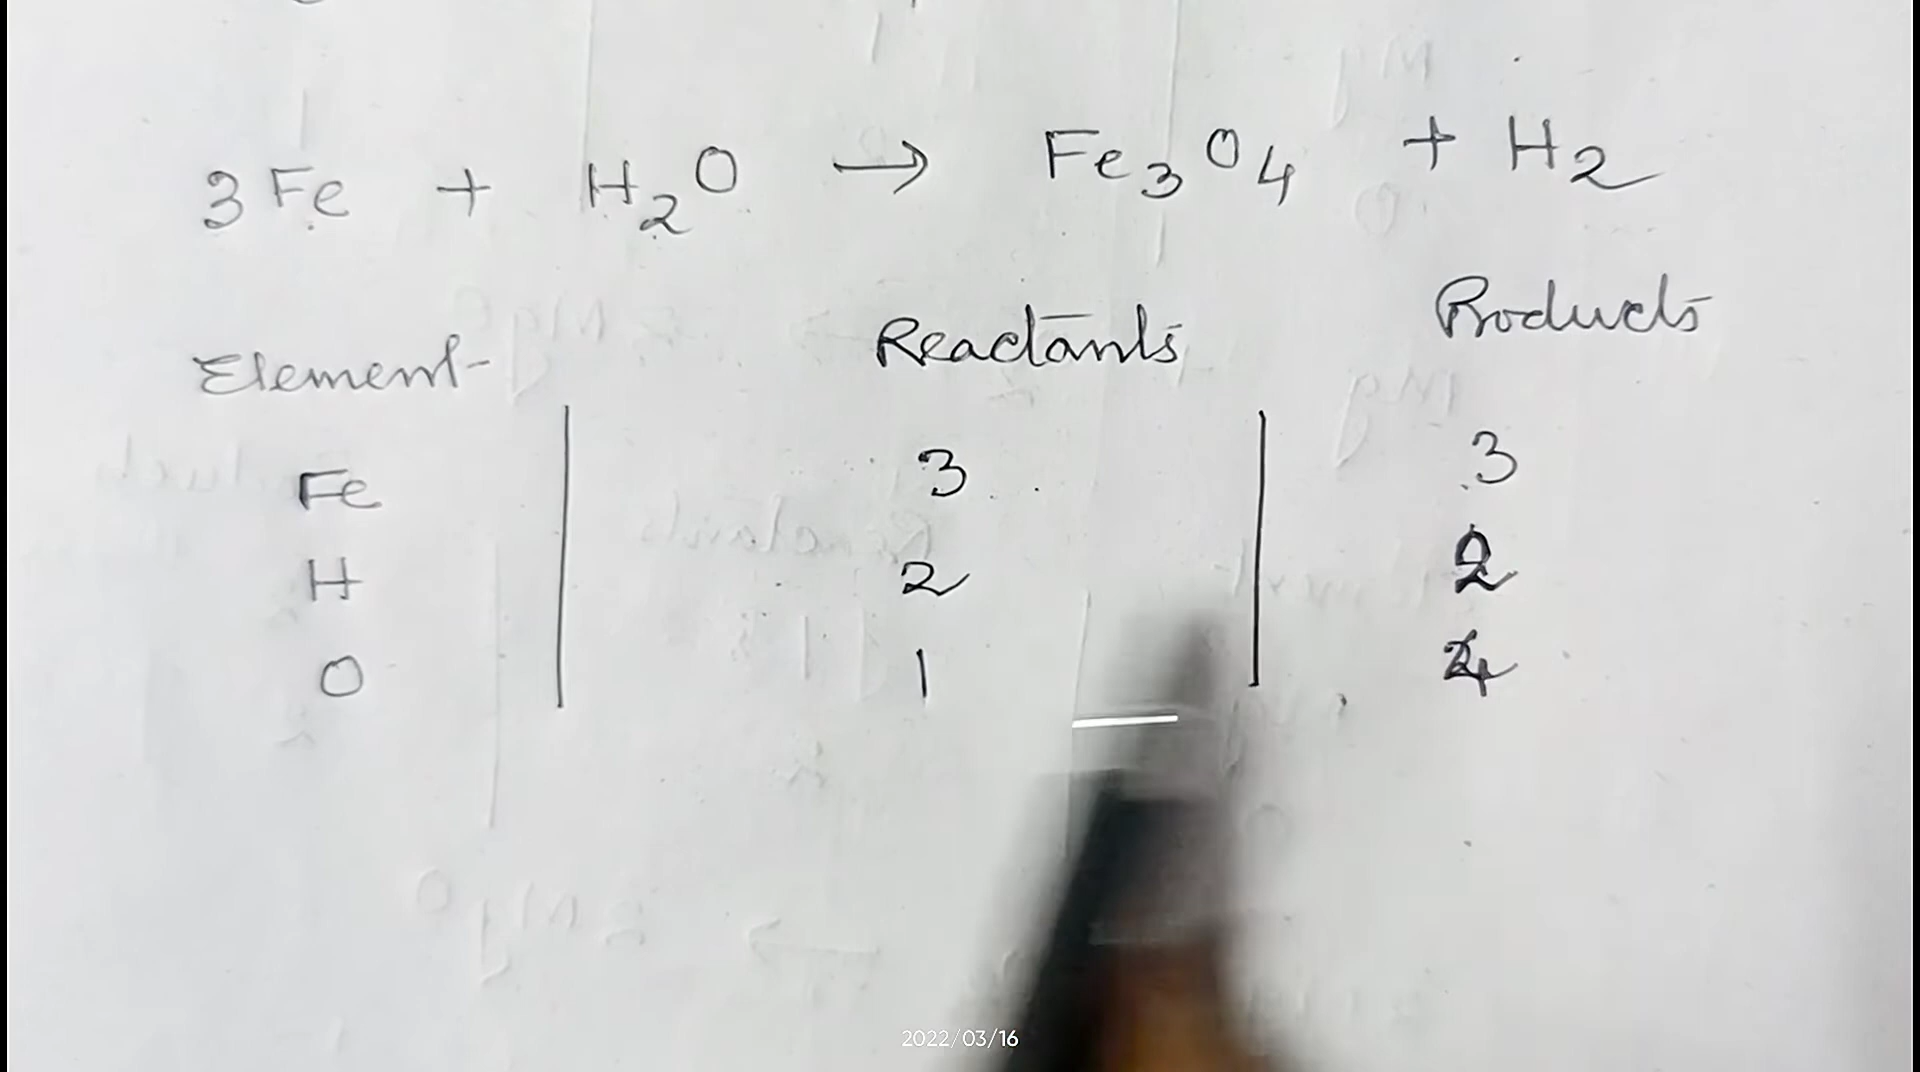 3Fe + H₂O → Fe₃O₄ + H₂
Element Reactants Products
Fe 3 3
H 2 2
O 1 4
2022/03/16